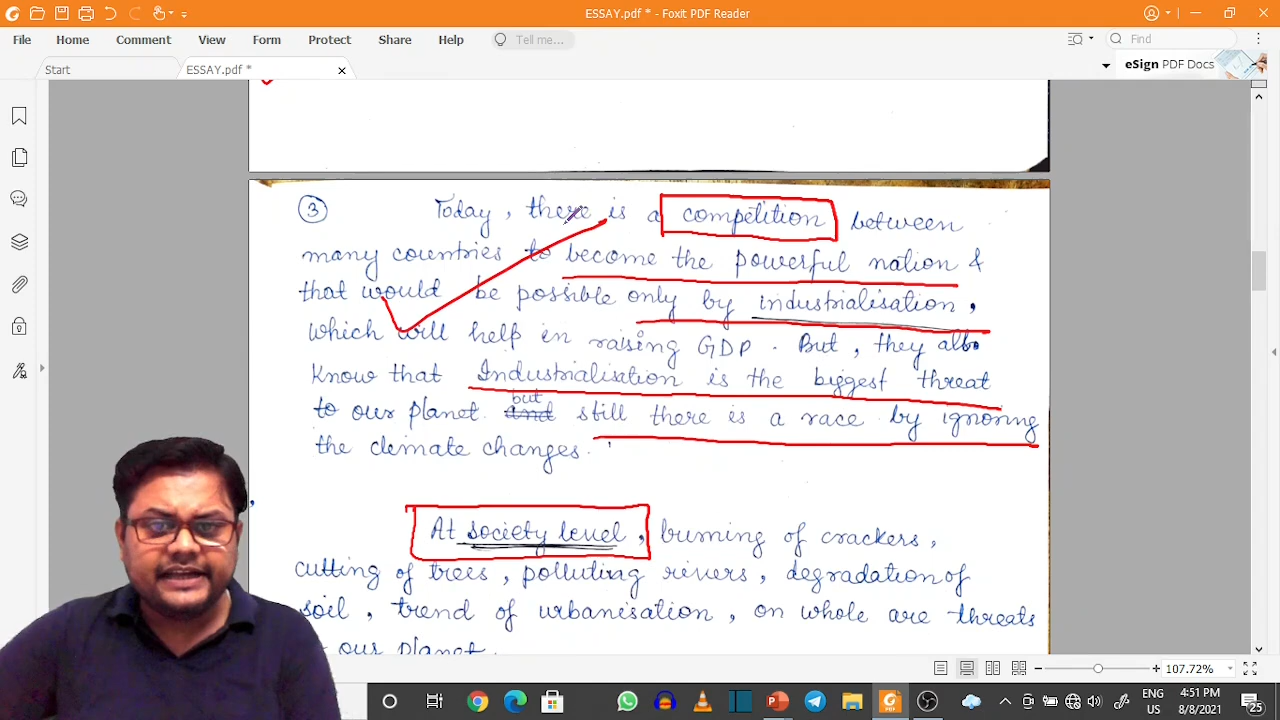 ESSAY.pdf * - Foxit PDF Reader
File Home Comment View Form Protect Share Help Tell me... Find
Start ESSAY.pdf * eSign PDF Docs
3 Today, there is a competition between
many countries to become the powerful nation &
that would be possible only by industrialisation,
which will help in raising GDP. But, they also
know that Industrialisation is the biggest threat
but
to our planet and still there is a race by ignoring
the climate changes.
At society level, burning of crackers,
cutting of trees, polluting rivers, degradation of
soil, trend of urbanisation, on whole are threats
our planet.
107.72%
ENG 4:51 PM
US 8/8/2021 25